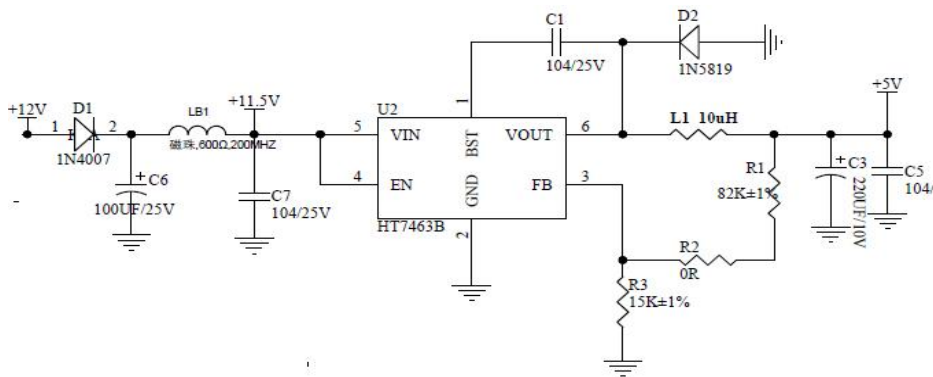 C1
104/25V
D2
1N5819
+12V
D1
1
2
1N4007
LB1
磁珠,600Ω,200MHZ
+11.5V
C6
100UF/25V
C7
104/25V
U2
1
5
VIN
BST
VOUT
6
4
EN
GND
FB
3
HT7463B
2
L1 10uH
+5V
R1
82K±1%
R2
0R
R3
15K±1%
C3
220UF/10V
C5
104/